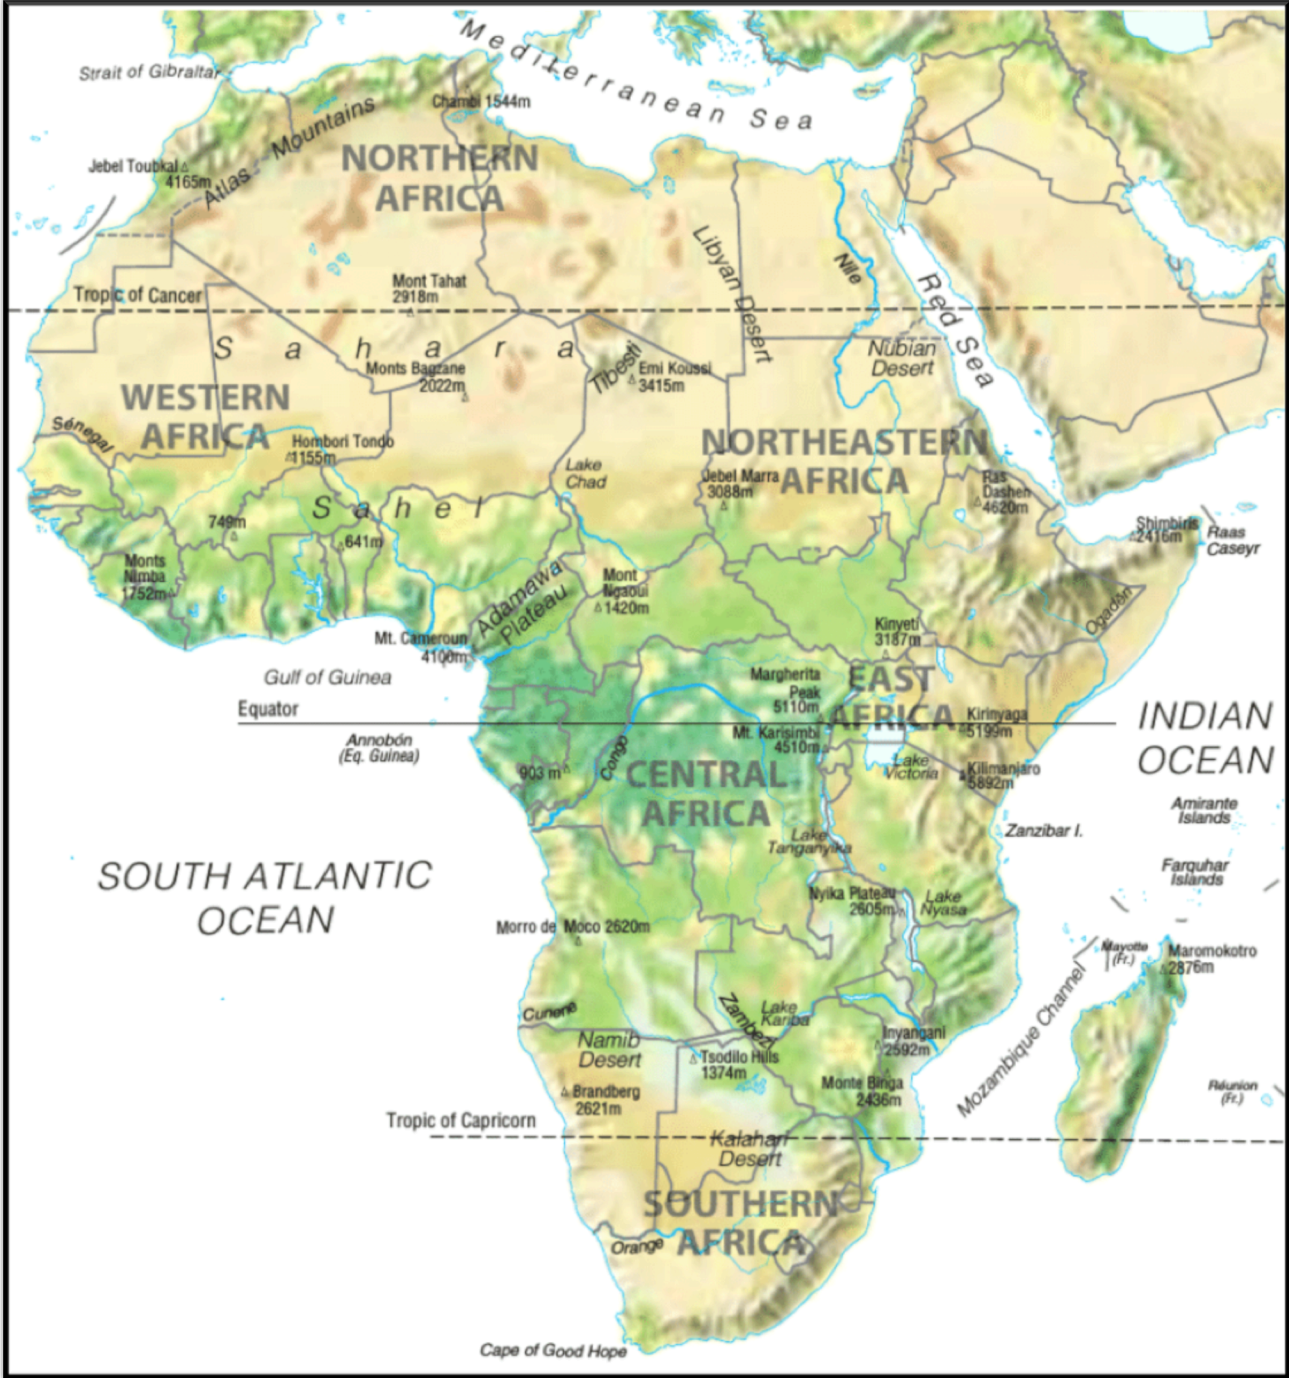 Mediterranean Sea
Strait of Gibraltar
Chambi 1544m
Atlas Mountains
NORTHERN
AFRICA
Jebel Toubkal
4165m
Libyan Desert
Nile
Red Sea
Mont Tahat
2918m
Tropic of Cancer
Sahara
Nubian
Desert
Tibesti
Monts Bagzane
2022m
Emi Koussi
3415m
WESTERN
AFRICA
Sénegal
Hombori Tondo
1155m
NORTHEASTERN
AFRICA
Lake
Chad
Jebel Marra
3088m
Ras
Dashen
4620m
Sahel
749m
641m
Shimbiris
2416m
Raas
Caseyr
Monts
Nimba
1752m
Adamawa
Plateau
Mont
Ngaoui
1420m
Ogadén
Mt. Cameroun
4100m
Kinyeti
3187m
Gulf of Guinea
Margherita
Peak
5110m
EAST
AFRICA
Equator
Kirinyaga
5199m
INDIAN
OCEAN
Annobón
(Eq. Guinea)
Mt. Karisimbi
4510m
Congo
903 m
CENTRAL
AFRICA
Lake
Victoria
Kilimanjaro
5892m
Amirante
Islands
Zanzibar I.
Lake
Tanganyika
SOUTH ATLANTIC
OCEAN
Farquhar
Islands
Nyika Plateau
2605m
Lake
Nyasa
Morro de Moco 2620m
Mayotte
(Fr.)
Maromokotro
2876m
Mozambique Channel
Cunene
Zambezi
Lake
Kariba
Namib
Desert
Inyangani
2592m
Tsodilo Hills
1374m
Brandberg
2621m
Monte Binga
2436m
Réunion
(Fr.)
Tropic of Capricorn
Kalahari
Desert
SOUTHERN
AFRICA
Orange
Cape of Good Hope